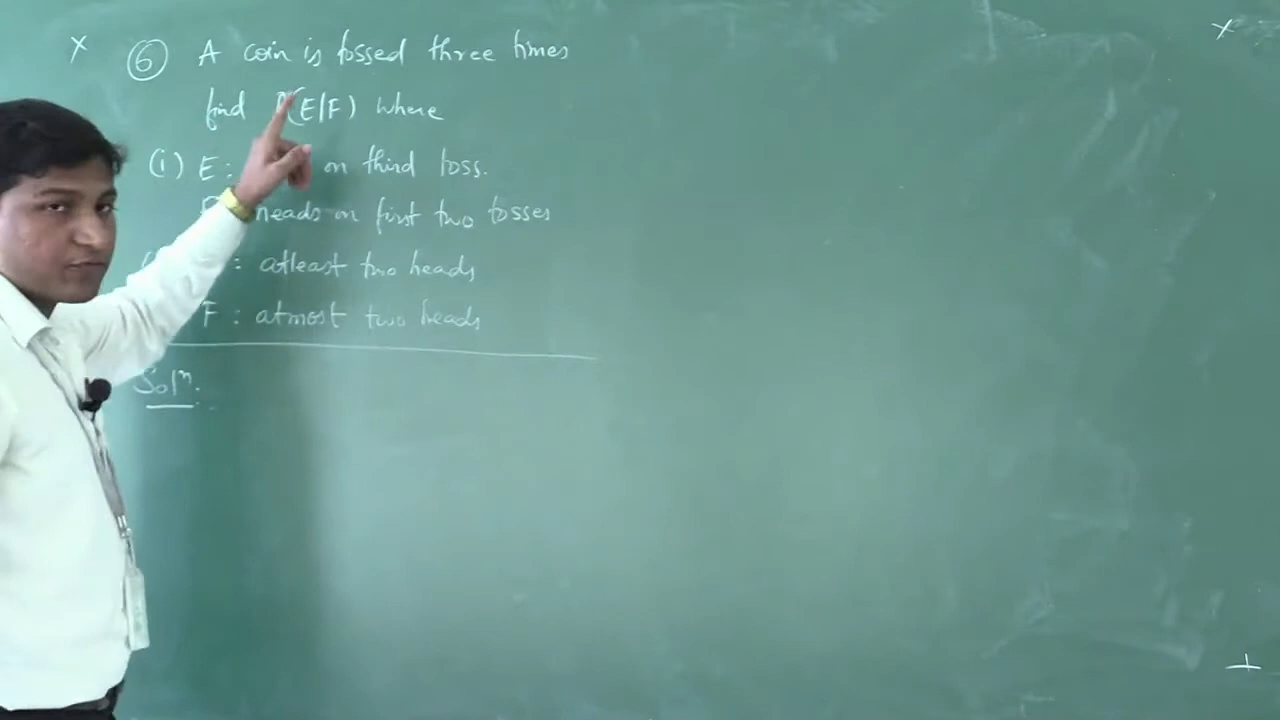 x
x
(6) A coin is tossed three times
find P(E/F) where
(i) E: on third toss.
heads on first two tosses
: atleast two heads
F : atmost two heads
Solⁿ.
+